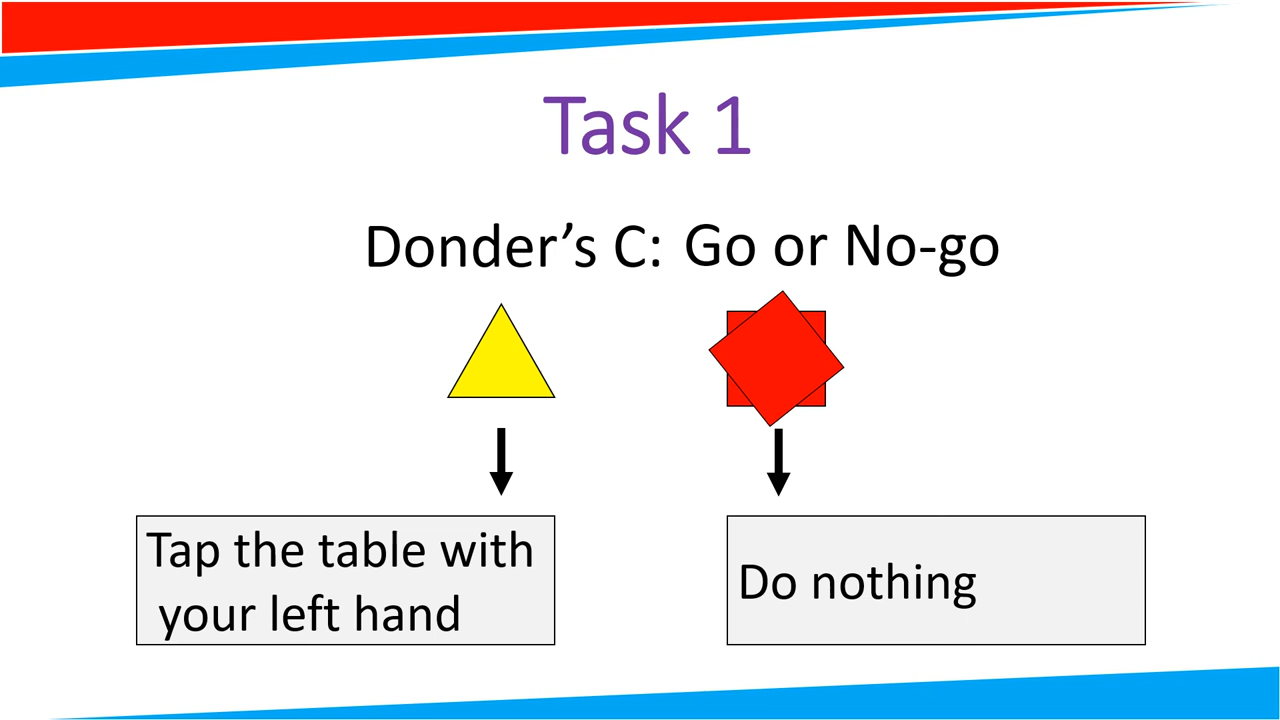 Task 1
Donder’s C: Go or No-go
Tap the table with
your left hand
Do nothing